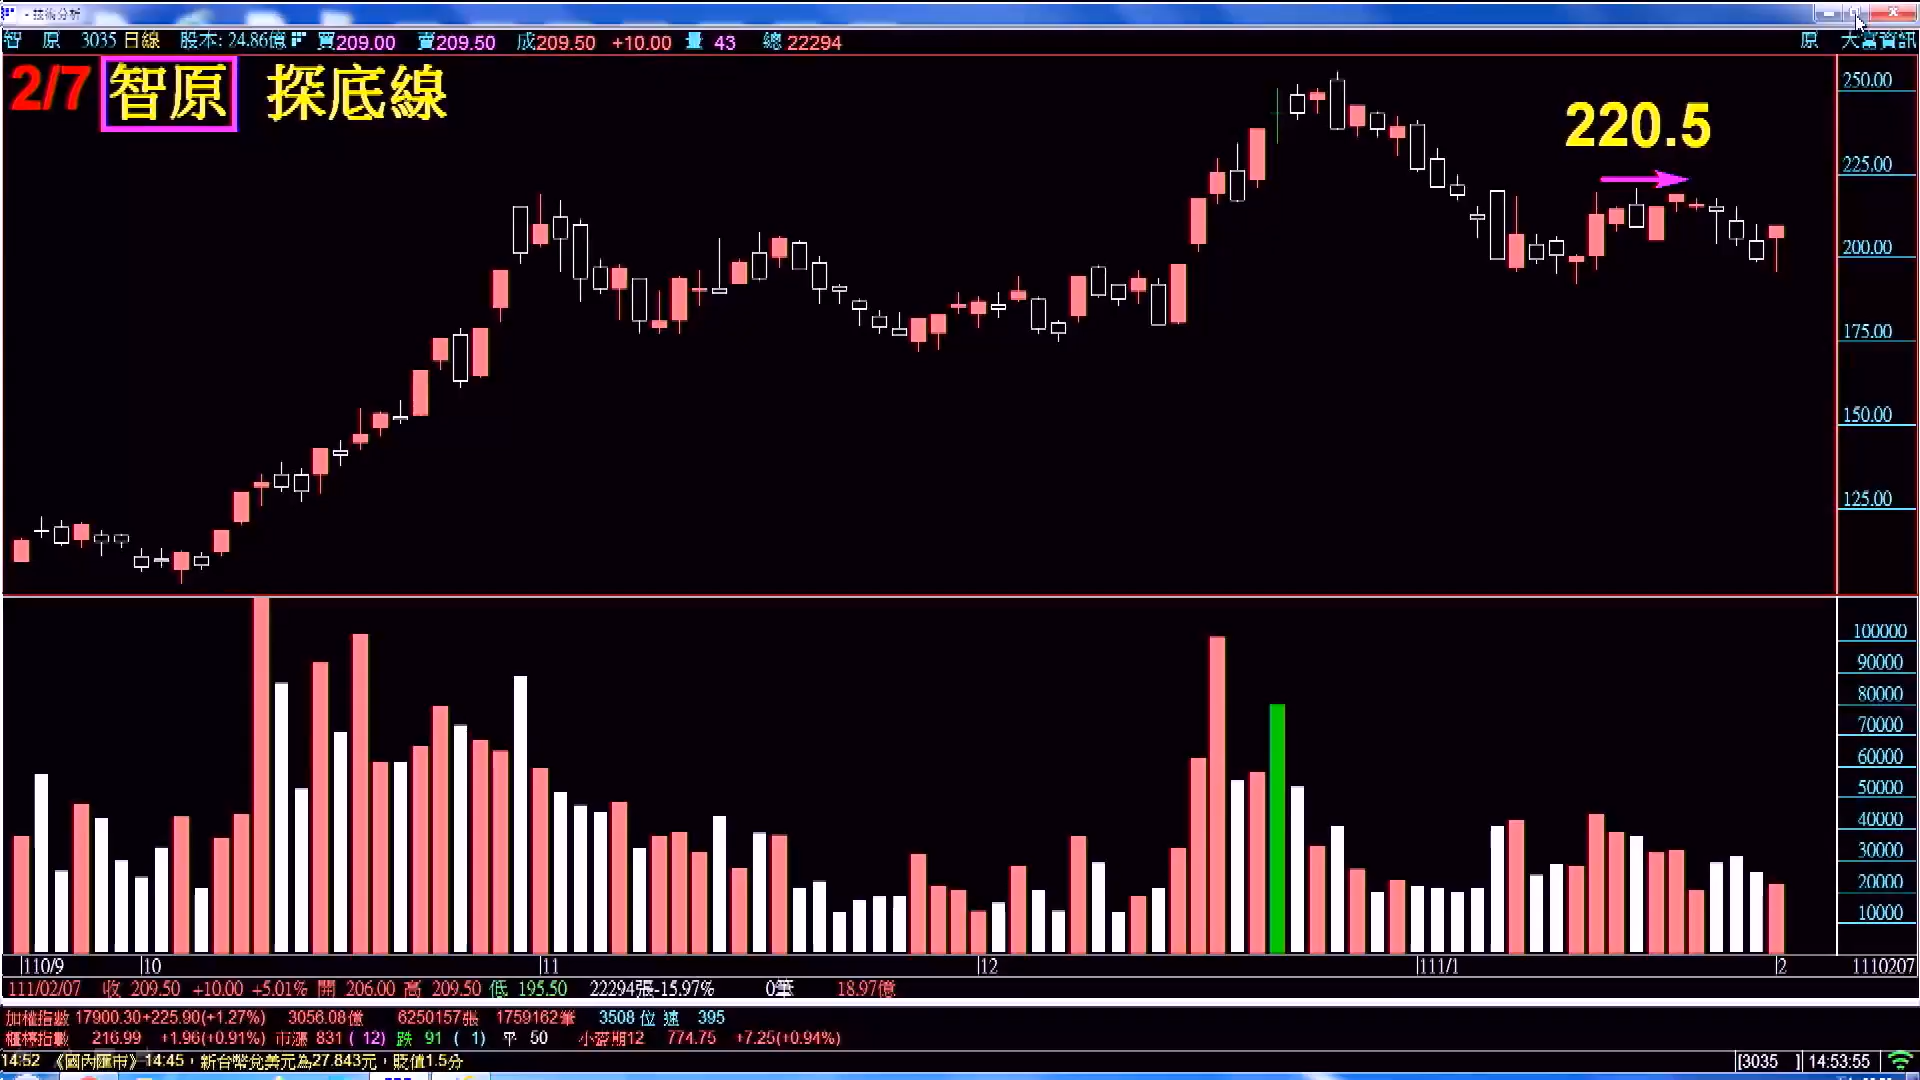 - 技術分析
智 原 3035 日線 股本: 24.86億 買209.00 賣209.50 成209.50 +10.00 量 43 總 22294 原 大富資訊
2/7 智原 探底線
220.5
250.00
225.00
200.00
175.00
150.00
125.00
100000
90000
80000
70000
60000
50000
40000
30000
20000
10000
110/9 10 11 12 111/1 2 1110207
111/02/07 收 209.50 +10.00 +5.01% 開 206.00 高 209.50 低 195.50 22294張-15.97% 0筆 18.97億
加權指數 17900.30+225.90(+1.27%) 3056.08億 6250157張 1759162筆 3508 位 速 395
櫃檯指數 216.99 +1.96(+0.91%) 市漲 831 ( 12) 跌 91 ( 1) 平 50 12 774.75 +7.25(+0.94%)
14:52 《國內匯市》14:45，新台幣兌美元為27.843元，貶值1.5分 [3035 ] 14:53:55